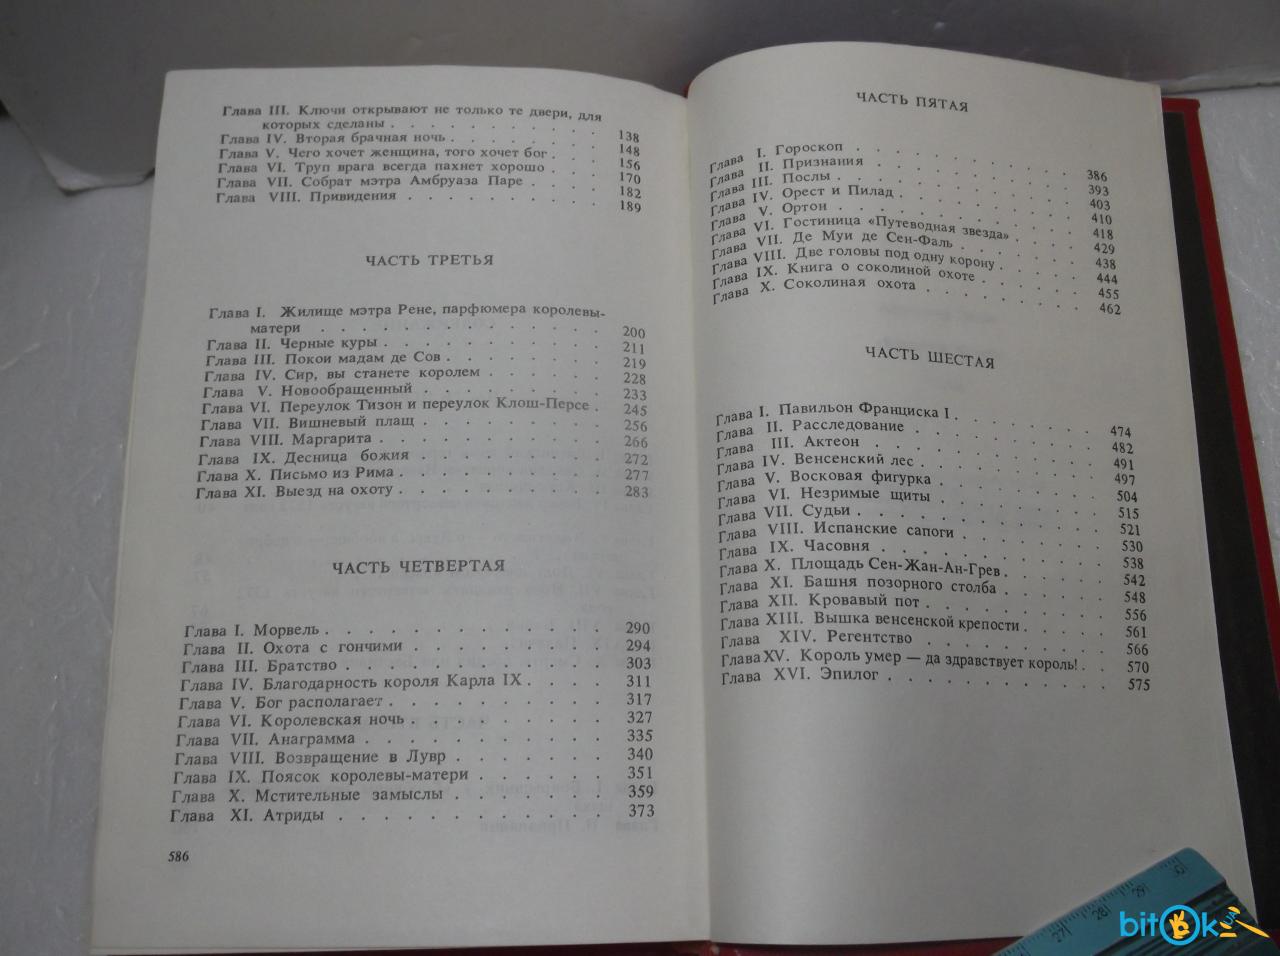 Глава III. Ключи открывают не только те двери, для
которых сделаны . . . . . . . . . . 138
Глава IV. Вторая брачная ночь . . . . . . . . 148
Глава V. Чего хочет женщина, того хочет бог . . . 156
Глава VI. Труп врага всегда пахнет хорошо . . . . 170
Глава VII. Собрат мэтра Амбруаза Паре . . . . . 182
Глава VIII. Привидения . . . . . . . . . . 189
ЧАСТЬ ТРЕТЬЯ
Глава I. Жилище мэтра Рене, парфюмера королевы-
матери . . . . . . . . . . . . . 200
Глава II. Черные куры . . . . . . . . . . 211
Глава III. Покои мадам де Сов . . . . . . . 219
Глава IV. Сир, вы станете королем . . . . . . 228
Глава V. Новообращенный . . . . . . . . . 233
Глава VI. Переулок Тизон и переулок Клош-Персе . 245
Глава VII. Вишневый плащ . . . . . . . . . 256
Глава VIII. Маргарита . . . . . . . . . . 266
Глава IX. Десница божия . . . . . . . . . 272
Глава X. Письмо из Рима . . . . . . . . . 277
Глава XI. Выезд на охоту . . . . . . . . . 283
ЧАСТЬ ЧЕТВЕРТАЯ
Глава I. Морвель . . . . . . . . . . . . 290
Глава II. Охота с гончими . . . . . . . . . 294
Глава III. Братство . . . . . . . . . . . 303
Глава IV. Благодарность короля Карла IX . . . . 311
Глава V. Бог располагает . . . . . . . . . 317
Глава VI. Королевская ночь . . . . . . . . . 327
Глава VII. Анаграмма . . . . . . . . . . . 335
Глава VIII. Возвращение в Лувр . . . . . . . 340
Глава IX. Поясок королевы-матери . . . . . . 351
Глава X. Мстительные замыслы . . . . . . . 359
Глава XI. Атриды . . . . . . . . . . . . 373
586
ЧАСТЬ ПЯТАЯ
Глава I. Гороскоп . . . . . . . . . . . 386
Глава II. Признания . . . . . . . . . . 393
Глава III. Послы . . . . . . . . . . . 403
Глава IV. Орест и Пилад . . . . . . . . . 410
Глава V. Ортон . . . . . . . . . . . . 418
Глава VI. Гостиница «Путеводная звезда» . . . . 429
Глава VII. Де Муи де Сен-Фаль . . . . . . . 438
Глава VIII. Две головы под одну корону . . . . . 444
Глава IX. Книга о соколиной охоте . . . . . . 455
Глава X. Соколиная охота . . . . . . . . . 462
ЧАСТЬ ШЕСТАЯ
Глава I. Павильон Франциска I . . . . . . . 474
Глава II. Расследование . . . . . . . . . 482
Глава III. Актеон . . . . . . . . . . . 491
Глава IV. Венсенский лес . . . . . . . . . 497
Глава V. Восковая фигурка . . . . . . . . . 504
Глава VI. Незримые щиты . . . . . . . . . 515
Глава VII. Судьи . . . . . . . . . . . . 521
Глава VIII. Испанские сапоги . . . . . . . . 530
Глава IX. Часовня . . . . . . . . . . . 538
Глава X. Площадь Сен-Жан-Ан-Грев . . . . . . 542
Глава XI. Башня позорного столба . . . . . . 548
Глава XII. Кровавый пот . . . . . . . . . 556
Глава XIII. Вышка венсенской крепости . . . . . 561
Глава XIV. Регентство . . . . . . . . . . 566
Глава XV. Король умер — да здравствует король! . . 570
Глава XVI. Эпилог . . . . . . . . . . . 575
27 28 29 30
bitok.ua